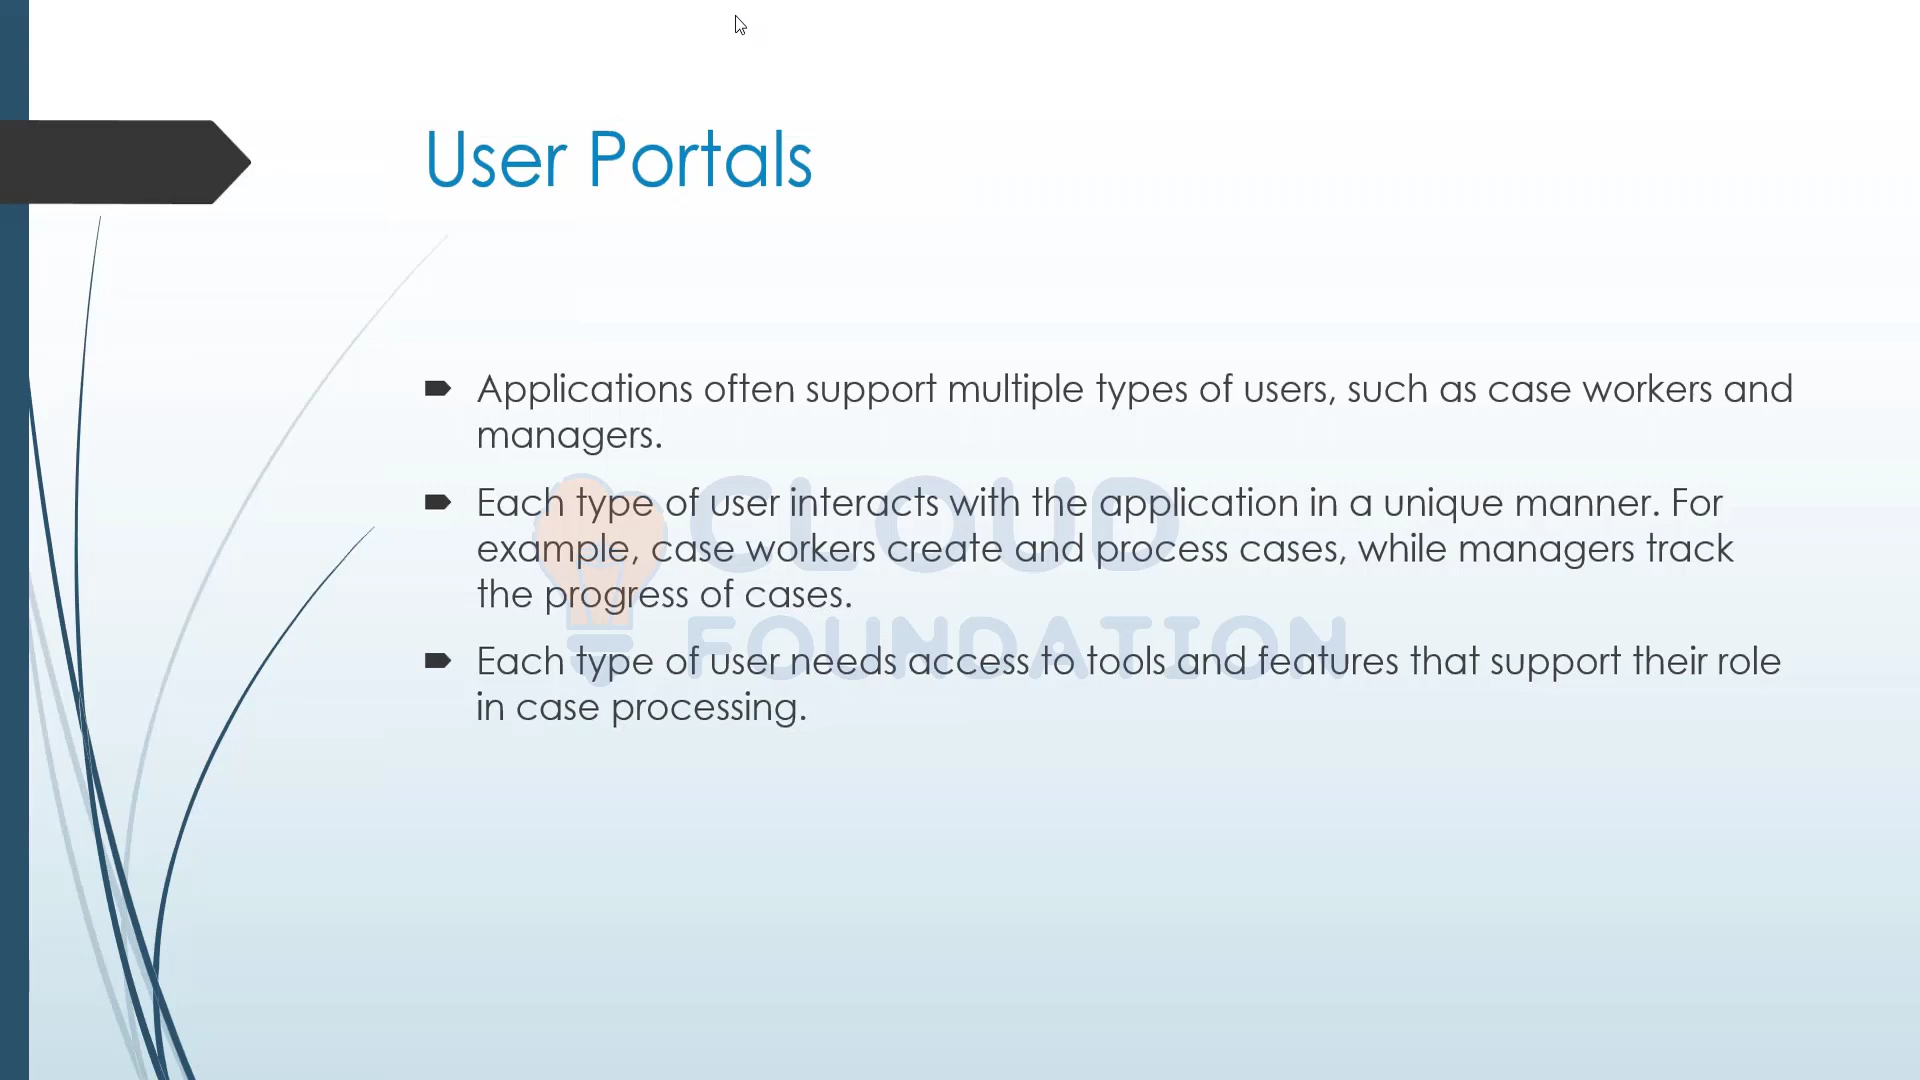 User Portals
Applications often support multiple types of users, such as case workers and
managers.
Each type of user interacts with the application in a unique manner. For
example, case workers create and process cases, while managers track
the progress of cases.
Each type of user needs access to tools and features that support their role
in case processing.
CLOUD
FOUNDATION